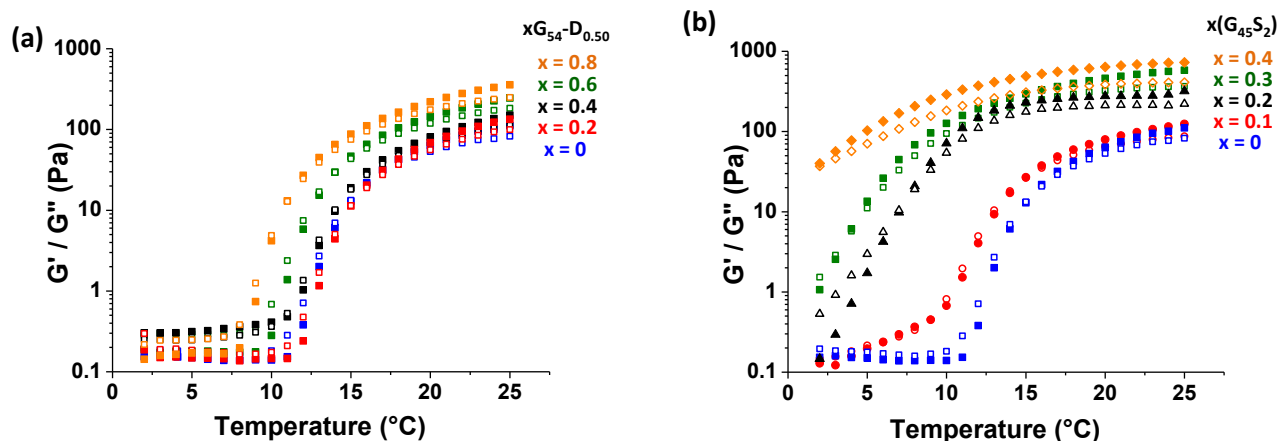 (a)
xG54-D0.50
x = 0.8
x = 0.6
x = 0.4
x = 0.2
x = 0
G' / G" (Pa)
1000
100
10
1
0.1
0 5 10 15 20 25
Temperature (°C)
(b)
x(G45S2)
x = 0.4
x = 0.3
x = 0.2
x = 0.1
x = 0
G' / G" (Pa)
1000
100
10
1
0.1
0 5 10 15 20 25
Temperature (°C)